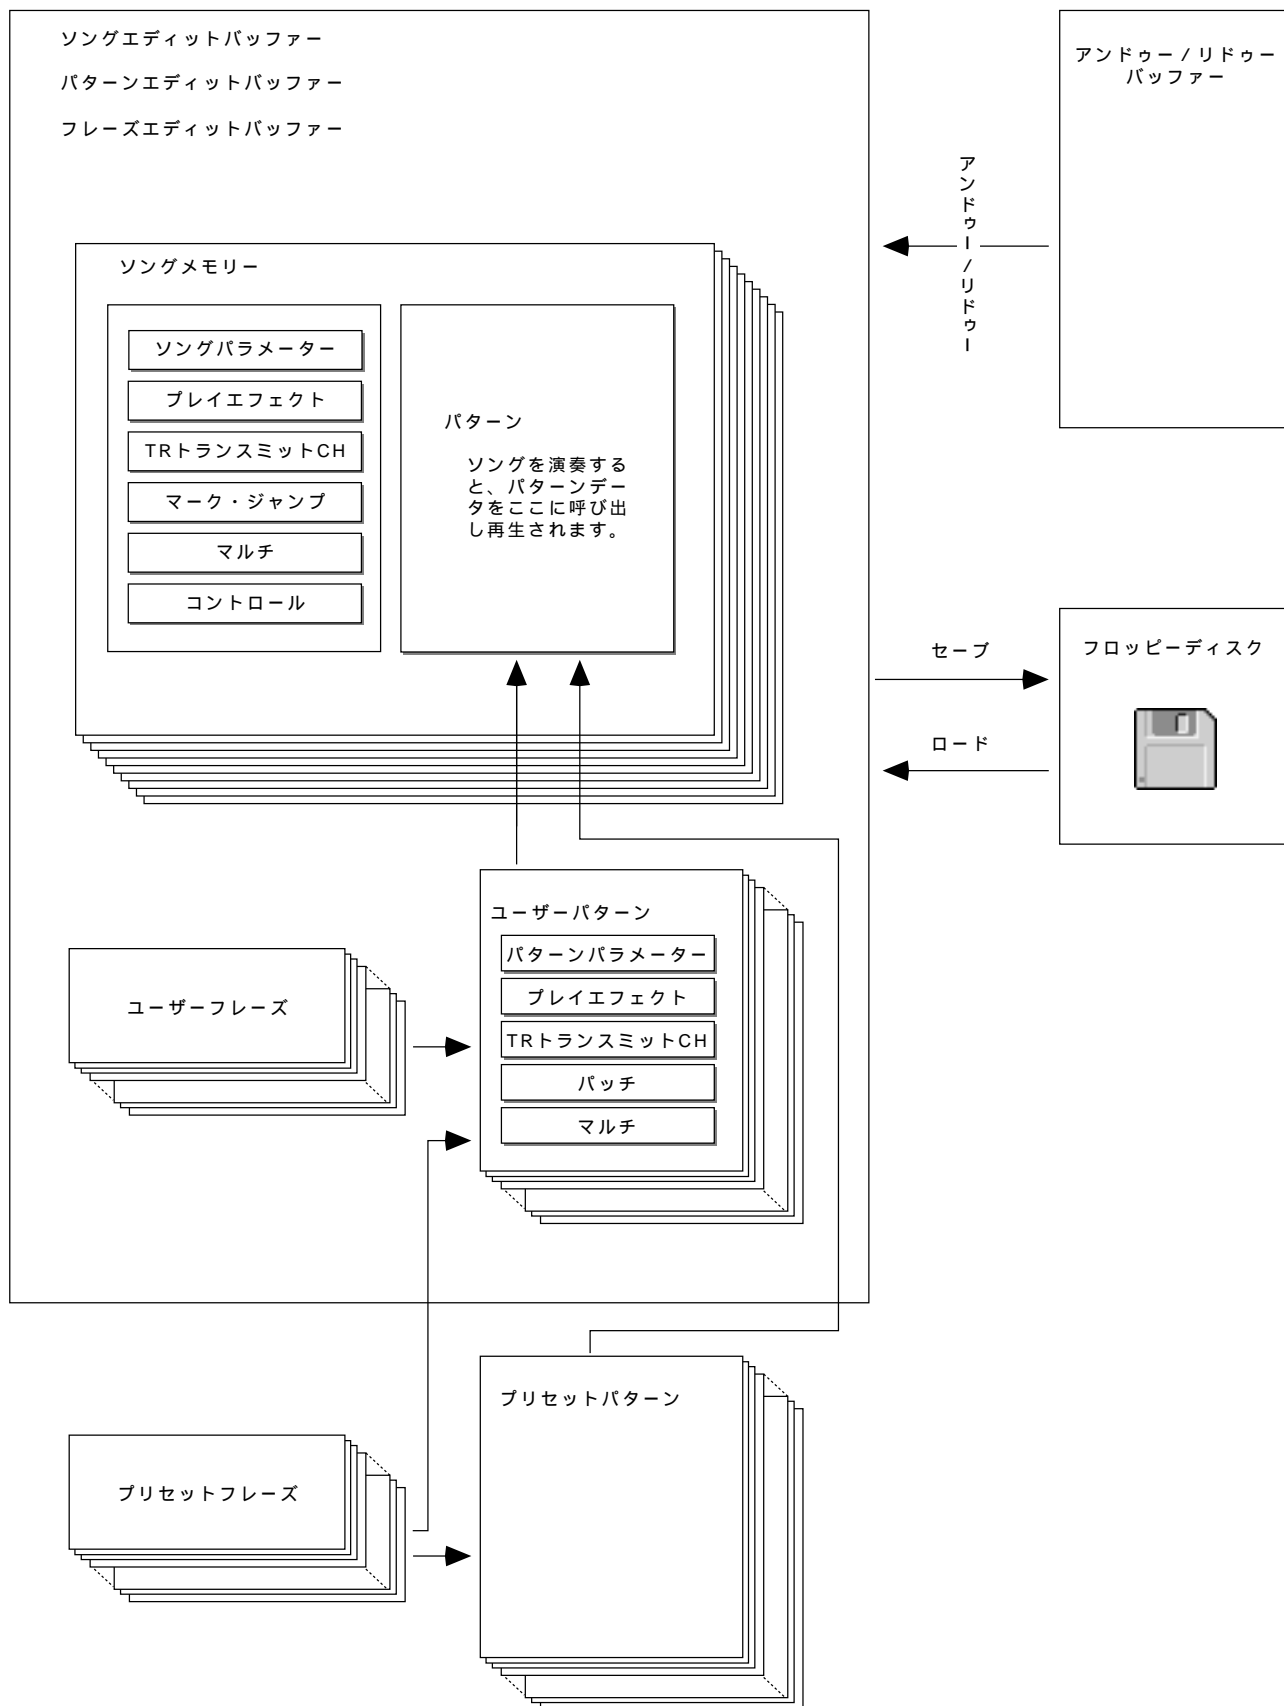 ソングエディットバッファー
パターンエディットバッファー
フレーズエディットバッファー
アンドゥー / リドゥー
バッファー
アンドゥー/リドゥー
ソングメモリー
ソングパラメーター
プレイエフェクト
TRトランスミットCH
マーク・ジャンプ
マルチ
コントロール
パターン
ソングを演奏する
と、パターンデー
タをここに呼び出
し再生されます。
セーブ
ロード
フロッピーディスク
ユーザーパターン
パターンパラメーター
プレイエフェクト
TRトランスミットCH
パッチ
マルチ
ユーザーフレーズ
プリセットパターン
プリセットフレーズ